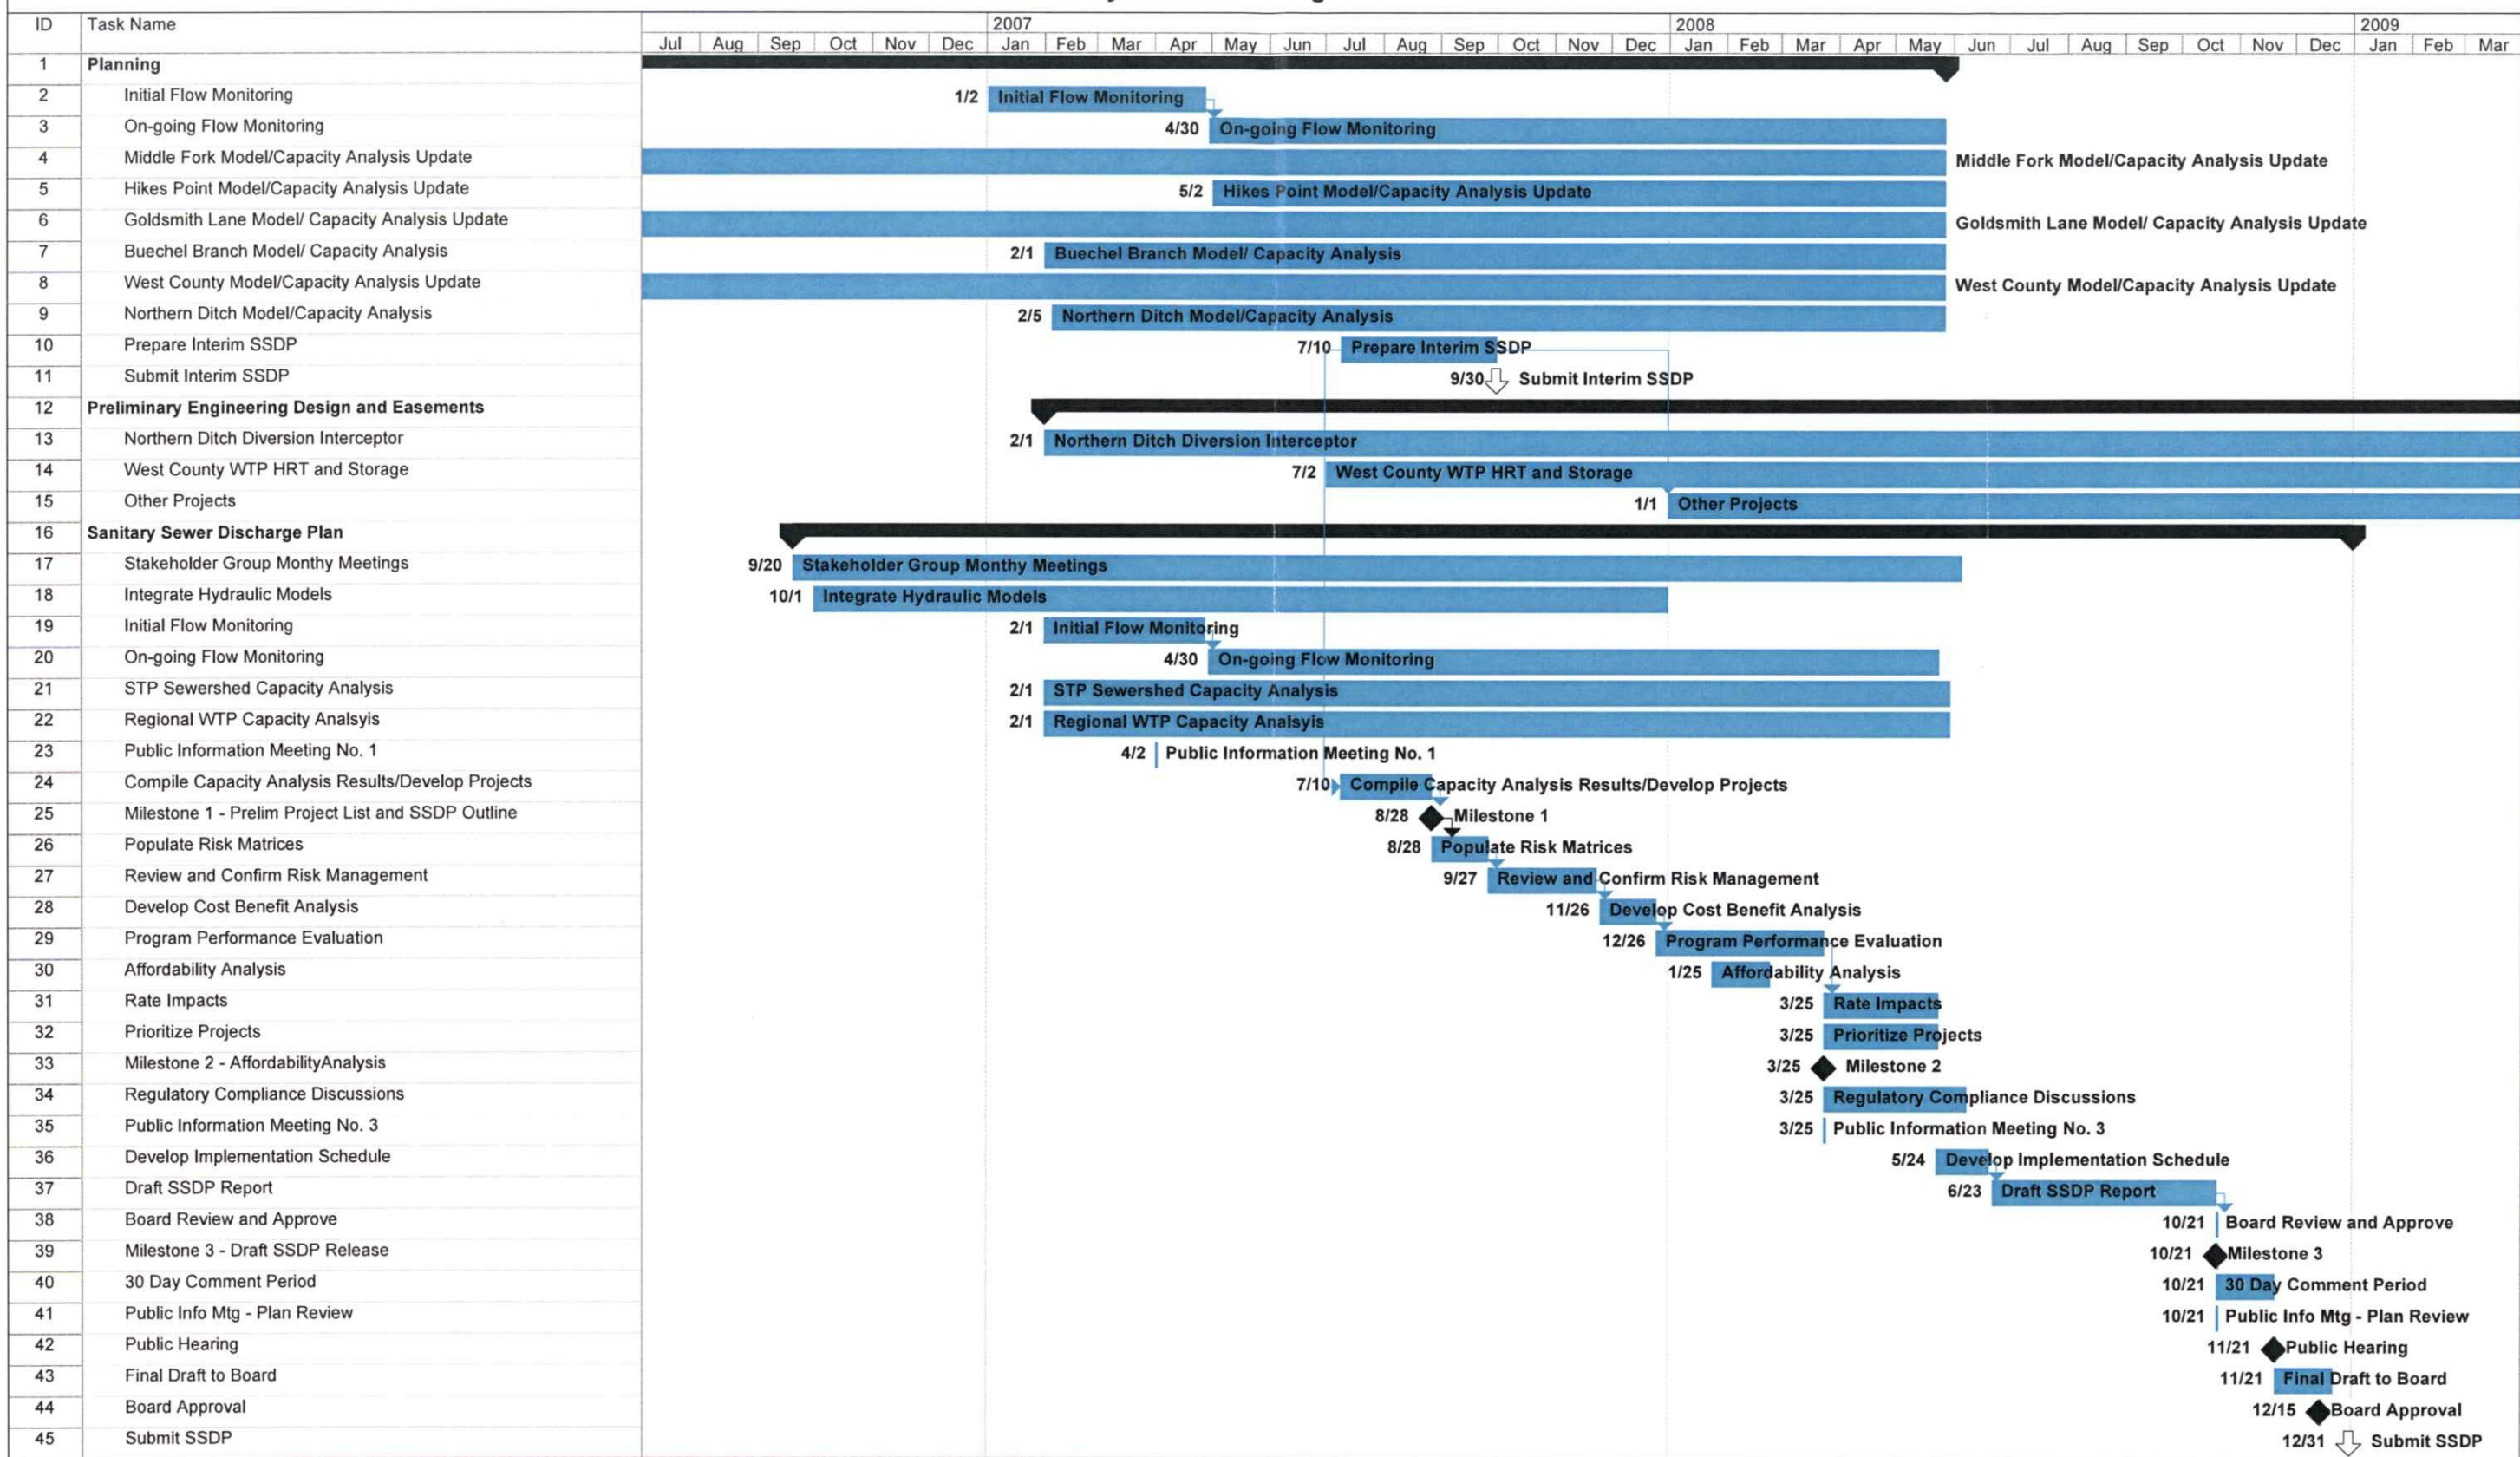 ID Task Name 2007 2008 2009
Jul Aug Sep Oct Nov Dec Jan Feb Mar Apr May Jun Jul Aug Sep Oct Nov Dec Jan Feb Mar Apr May Jun Jul Aug Sep Oct Nov Dec Jan Feb Mar
1 Planning
2 Initial Flow Monitoring 1/2 Initial Flow Monitoring
3 On-going Flow Monitoring 4/30 On-going Flow Monitoring
4 Middle Fork Model/Capacity Analysis Update Middle Fork Model/Capacity Analysis Update
5 Hikes Point Model/Capacity Analysis Update 5/2 Hikes Point Model/Capacity Analysis Update
6 Goldsmith Lane Model/ Capacity Analysis Update Goldsmith Lane Model/ Capacity Analysis Update
7 Buechel Branch Model/ Capacity Analysis 2/1 Buechel Branch Model/ Capacity Analysis
8 West County Model/Capacity Analysis Update West County Model/Capacity Analysis Update
9 Northern Ditch Model/Capacity Analysis 2/5 Northern Ditch Model/Capacity Analysis
10 Prepare Interim SSDP 7/10 Prepare Interim SSDP
11 Submit Interim SSDP 9/30 Submit Interim SSDP
12 Preliminary Engineering Design and Easements
13 Northern Ditch Diversion Interceptor 2/1 Northern Ditch Diversion Interceptor
14 West County WTP HRT and Storage 7/2 West County WTP HRT and Storage
15 Other Projects 1/1 Other Projects
16 Sanitary Sewer Discharge Plan
17 Stakeholder Group Monthy Meetings 9/20 Stakeholder Group Monthy Meetings
18 Integrate Hydraulic Models 10/1 Integrate Hydraulic Models
19 Initial Flow Monitoring 2/1 Initial Flow Monitoring
20 On-going Flow Monitoring 4/30 On-going Flow Monitoring
21 STP Sewershed Capacity Analysis 2/1 STP Sewershed Capacity Analysis
22 Regional WTP Capacity Analsyis 2/1 Regional WTP Capacity Analsyis
23 Public Information Meeting No. 1 4/2 Public Information Meeting No. 1
24 Compile Capacity Analysis Results/Develop Projects 7/10 Compile Capacity Analysis Results/Develop Projects
25 Milestone 1 - Prelim Project List and SSDP Outline 8/28 Milestone 1
26 Populate Risk Matrices 8/28 Populate Risk Matrices
27 Review and Confirm Risk Management 9/27 Review and Confirm Risk Management
28 Develop Cost Benefit Analysis 11/26 Develop Cost Benefit Analysis
29 Program Performance Evaluation 12/26 Program Performance Evaluation
30 Affordability Analysis 1/25 Affordability Analysis
31 Rate Impacts 3/25 Rate Impacts
32 Prioritize Projects 3/25 Prioritize Projects
33 Milestone 2 - AffordabilityAnalysis 3/25 Milestone 2
34 Regulatory Compliance Discussions 3/25 Regulatory Compliance Discussions
35 Public Information Meeting No. 3 3/25 Public Information Meeting No. 3
36 Develop Implementation Schedule 5/24 Develop Implementation Schedule
37 Draft SSDP Report 6/23 Draft SSDP Report
38 Board Review and Approve 10/21 Board Review and Approve
39 Milestone 3 - Draft SSDP Release 10/21 Milestone 3
40 30 Day Comment Period 10/21 30 Day Comment Period
41 Public Info Mtg - Plan Review 10/21 Public Info Mtg - Plan Review
42 Public Hearing 11/21 Public Hearing
43 Final Draft to Board 11/21 Final Draft to Board
44 Board Approval 12/15 Board Approval
45 Submit SSDP 12/31 Submit SSDP